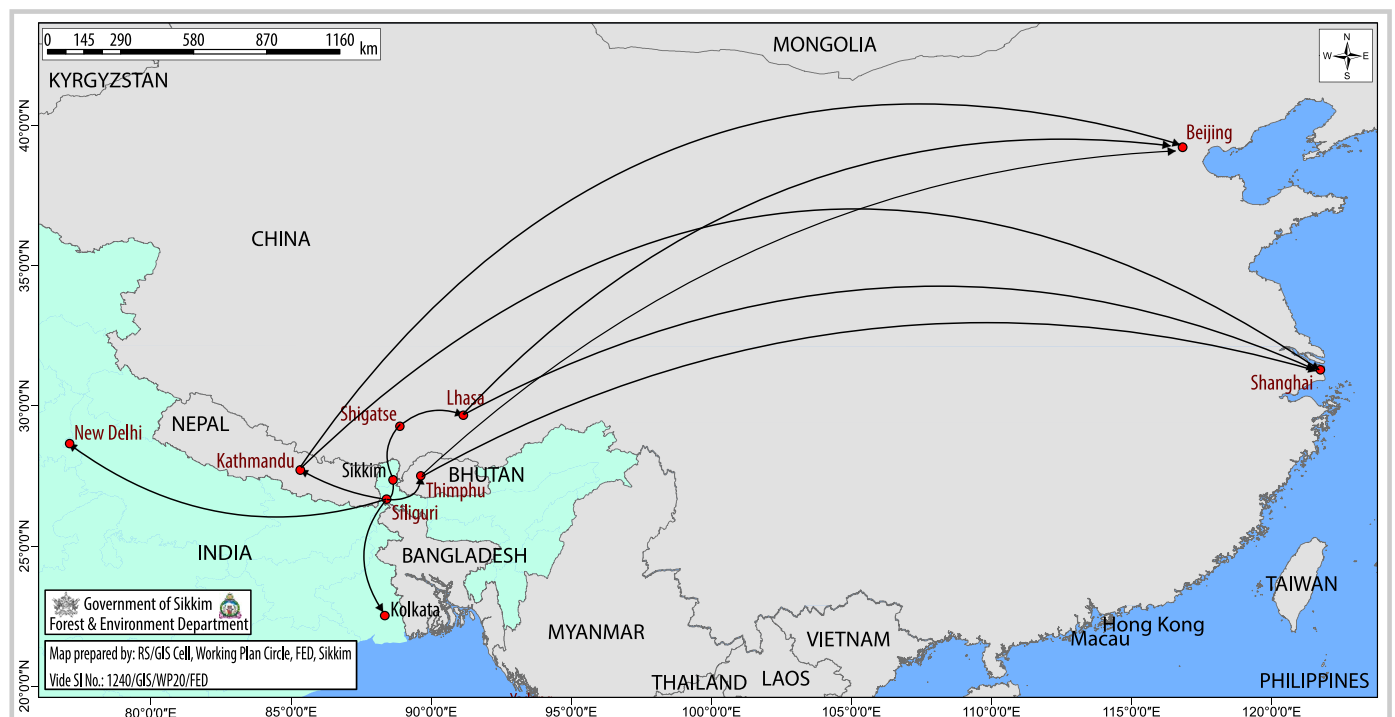 0 145 290 580 870 1160
km
MONGOLIA
N
W E
S
KYRGYZSTAN
40°0'0"N
Beijing
CHINA
35°0'0"N
30°0'0"N
Shanghai
Lhasa
Shigatse
NEPAL
New Delhi
Kathmandu
Sikkim
BHUTAN
Thimphu
Siliguri
25°0'0"N
INDIA
BANGLADESH
TAIWAN
Kolkata
Hong Kong
Macau
MYANMAR
VIETNAM
Government of Sikkim
Forest & Environment Department
Map prepared by: RS/GIS Cell, Working Plan Circle, FED, Sikkim
Vide Sl No.: 1240/GIS/WP20/FED
20°0'0"N
THAILAND
LAOS
PHILIPPINES
80°0'0"E 85°0'0"E 90°0'0"E 95°0'0"E 100°0'0"E 105°0'0"E 110°0'0"E 115°0'0"E 120°0'0"E